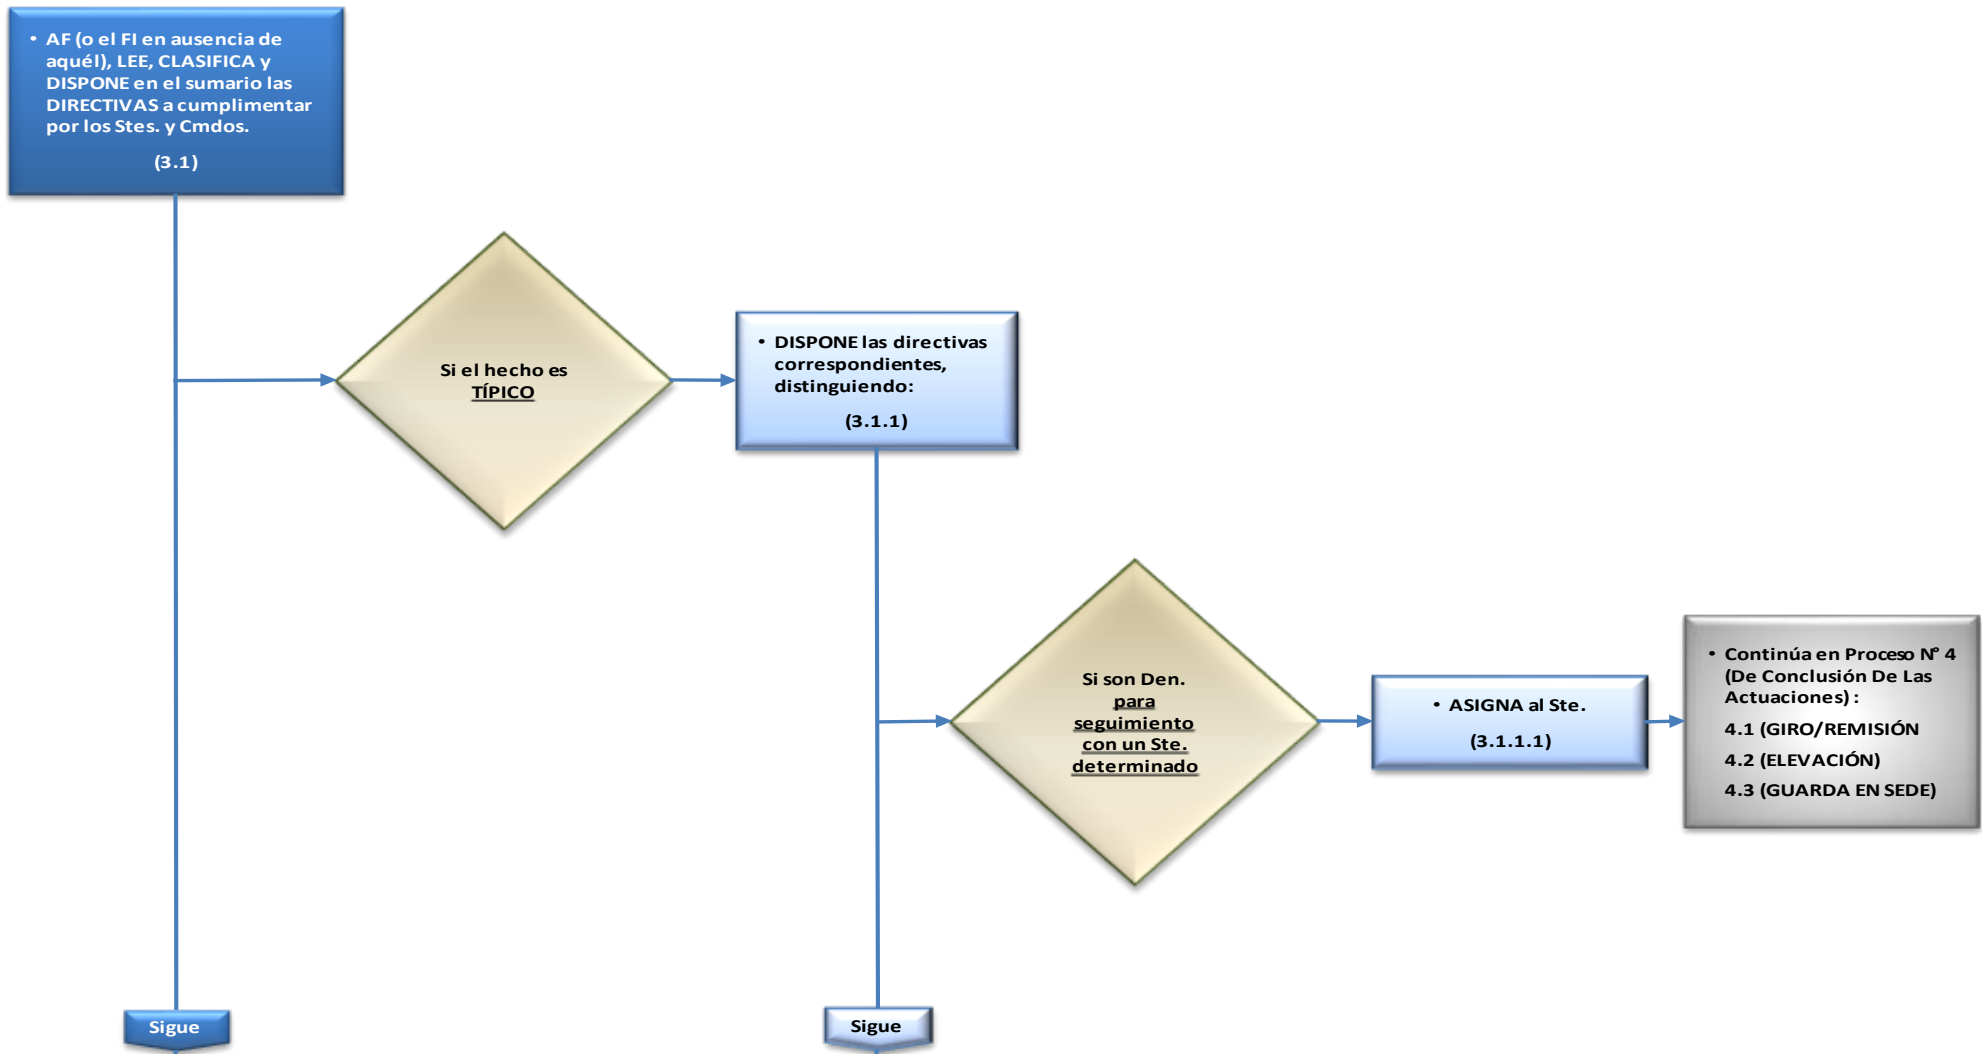 • AF (o el FI en ausencia de
aquél), LEE, CLASIFICA y
DISPONE en el sumario las
DIRECTIVAS a cumplimentar
por los Stes. y Cmdos.
(3.1)
Si el hecho es
TÍPICO
• DISPONE las directivas
correspondientes,
distinguiendo:
(3.1.1)
Si son Den.
para
seguimiento
con un Ste.
determinado
• ASIGNA al Ste.
(3.1.1.1)
• Continúa en Proceso N° 4
(De Conclusión De Las
Actuaciones) :
4.1 (GIRO/REMISIÓN
4.2 (ELEVACIÓN)
4.3 (GUARDA EN SEDE)
Sigue
Sigue